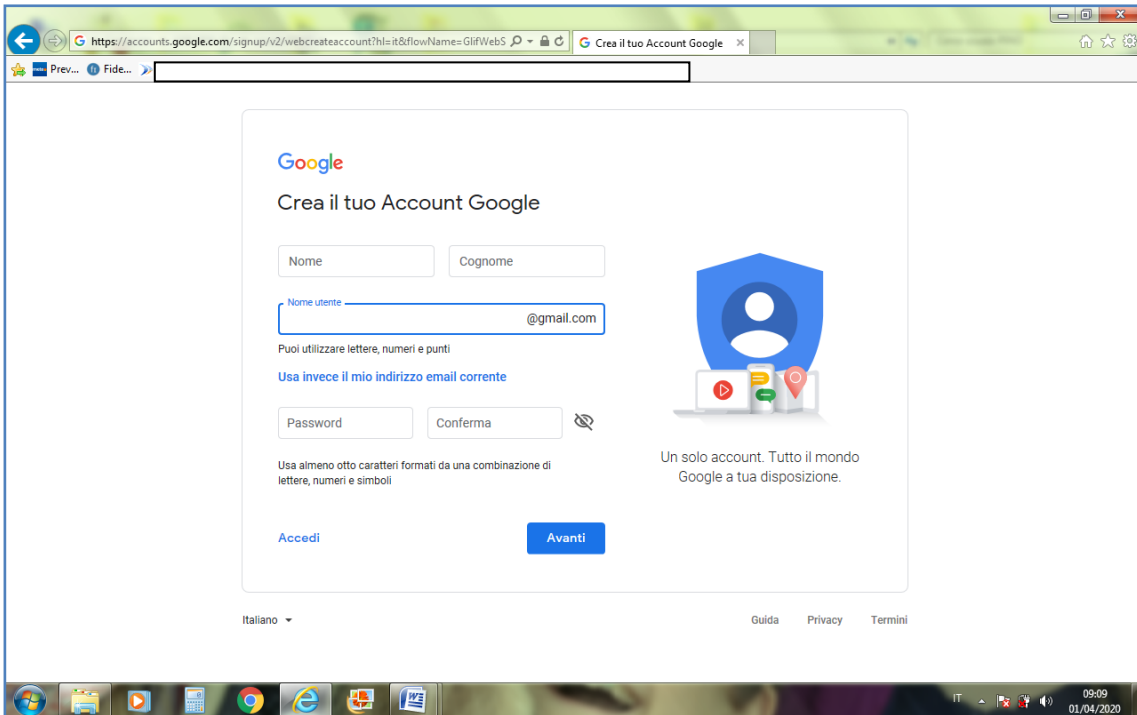 https://accounts.google.com/signup/v2/webcreateaccount?hl=it&flowName=GlifWebS
Crea il tuo Account Google
Prev...
Fide...
Google
Crea il tuo Account Google
Nome Cognome
Nome utente
@gmail.com
Puoi utilizzare lettere, numeri e punti
Usa invece il mio indirizzo email corrente
Password Conferma
Usa almeno otto caratteri formati da una combinazione di
lettere, numeri e simboli
Accedi Avanti
Un solo account. Tutto il mondo
Google a tua disposizione.
Italiano Guida Privacy Termini
IT 09:09
01/04/2020